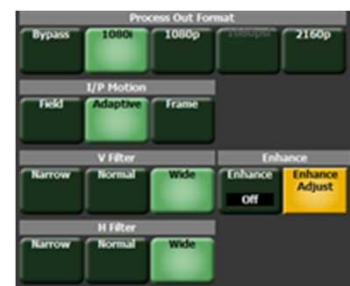 Process Out Format
Bypass 1080i 1080p 1080psf 2160p
I/P Motion
Field Adaptive Frame
V Filter Enhance
Narrow Normal Wide Enhance Enhance
Off Adjust
H Filter
Narrow Normal Wide